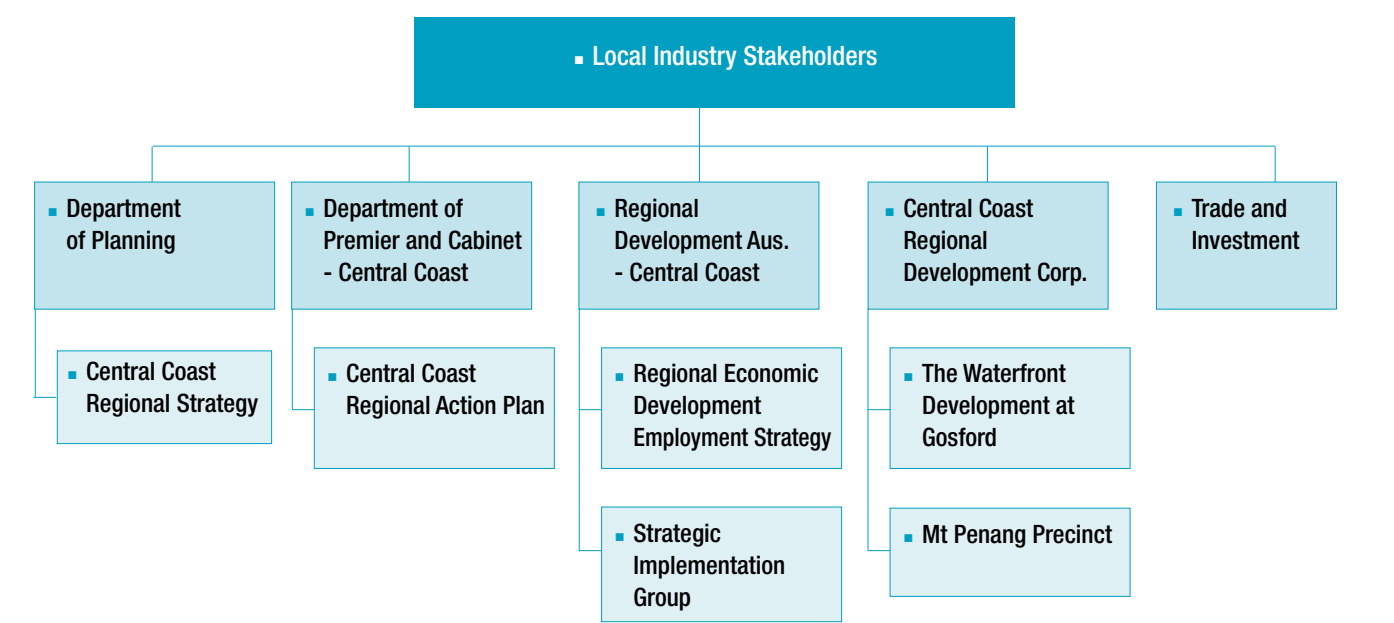 Local Industry Stakeholders
Department
of Planning
Department of
Premier and Cabinet
- Central Coast
Regional
Development Aus.
- Central Coast
Central Coast
Regional
Development Corp.
Trade and
Investment
Central Coast
Regional Strategy
Central Coast
Regional Action Plan
Regional Economic
Development
Employment Strategy
The Waterfront
Development at
Gosford
Strategic
Implementation
Group
Mt Penang Precinct